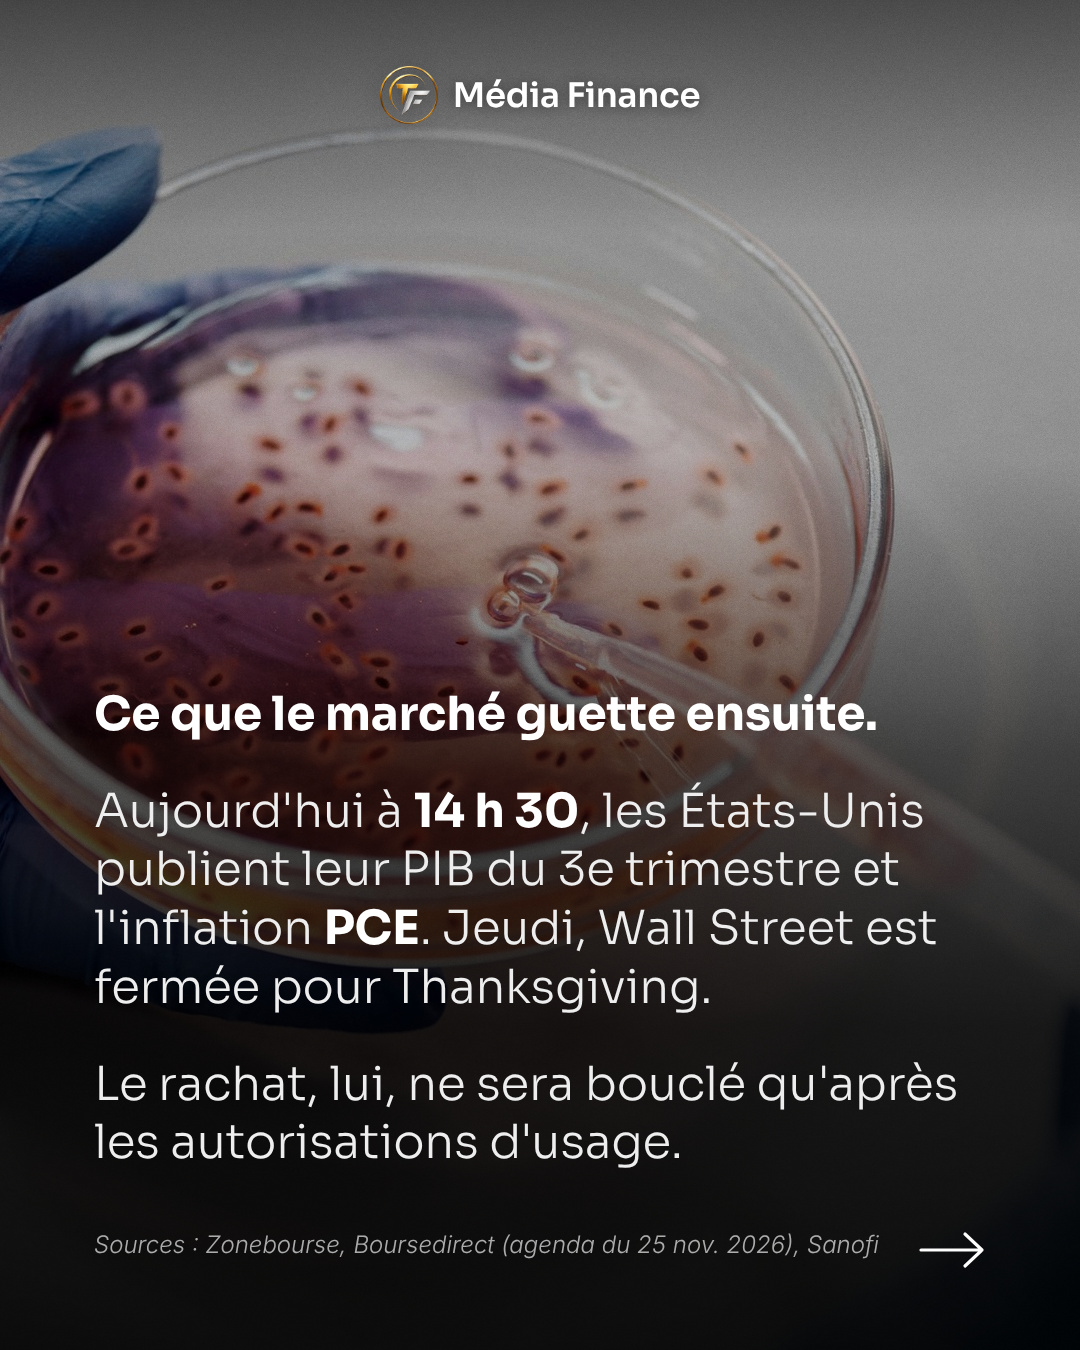 TF Média Finance
Ce que le marché guette ensuite.
Aujourd'hui à 14 h 30, les États-Unis
publient leur PIB du 3e trimestre et
l'inflation PCE. Jeudi, Wall Street est
fermée pour Thanksgiving.
Le rachat, lui, ne sera bouclé qu'après
les autorisations d'usage.
Sources : Zonebourse, Boursedirect (agenda du 25 nov. 2026), Sanofi